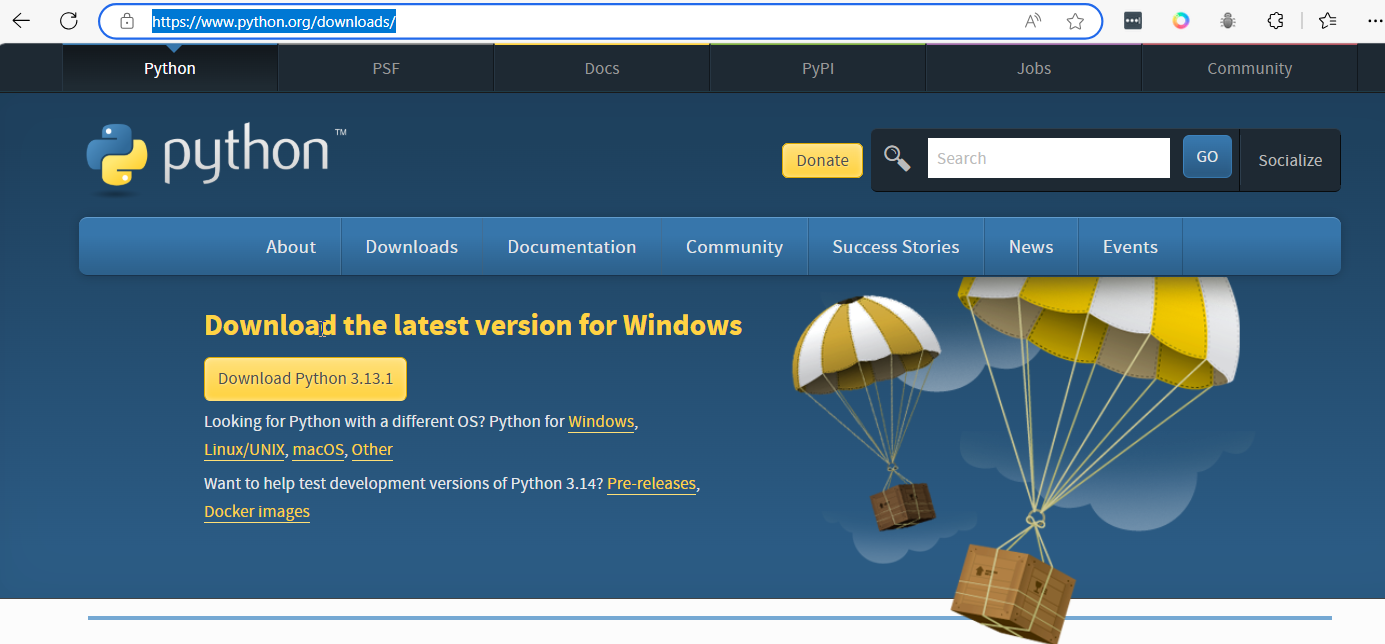 https://www.python.org/downloads/
Python PSF Docs PyPI Jobs Community
python™
Donate Search GO Socialize
About Downloads Documentation Community Success Stories News Events
Download the latest version for Windows
Download Python 3.13.1
Looking for Python with a different OS? Python for Windows,
Linux/UNIX, macOS, Other
Want to help test development versions of Python 3.14? Pre-releases,
Docker images